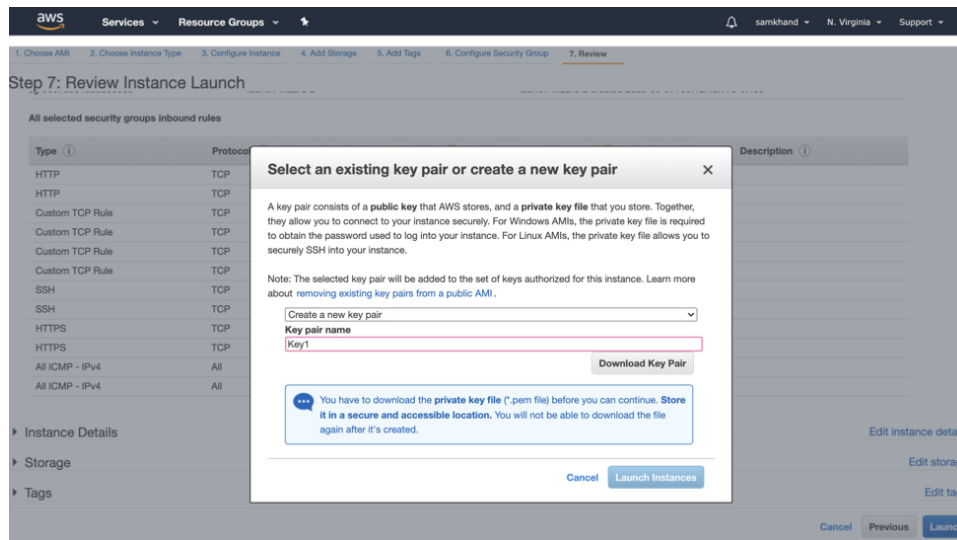 aws Services Resource Groups samkhand N. Virginia Support
1. Choose AMI 2. Choose Instance Type 3. Configure Instance 4. Add Storage 5. Add Tags 6. Configure Security Group 7. Review
Step 7: Review Instance Launch
All selected security groups inbound rules
Type Protocol Description
HTTP TCP
HTTP TCP
Custom TCP Rule TCP
Custom TCP Rule TCP
Custom TCP Rule TCP
Custom TCP Rule TCP
SSH TCP
SSH TCP
HTTPS TCP
HTTPS TCP
All ICMP - IPv4 All
All ICMP - IPv4 All
Instance Details Edit instance deta
Storage Edit stora
Tags Edit ta
Cancel Previous Launc
Select an existing key pair or create a new key pair ×
A key pair consists of a public key that AWS stores, and a private key file that you store. Together,
they allow you to connect to your instance securely. For Windows AMIs, the private key file is required
to obtain the password used to log into your instance. For Linux AMIs, the private key file allows you to
securely SSH into your instance.
Note: The selected key pair will be added to the set of keys authorized for this instance. Learn more
about removing existing key pairs from a public AMI.
Create a new key pair
Key pair name
Key1
Download Key Pair
You have to download the private key file (*.pem file) before you can continue. Store
it in a secure and accessible location. You will not be able to download the file
again after it's created.
Cancel Launch Instances